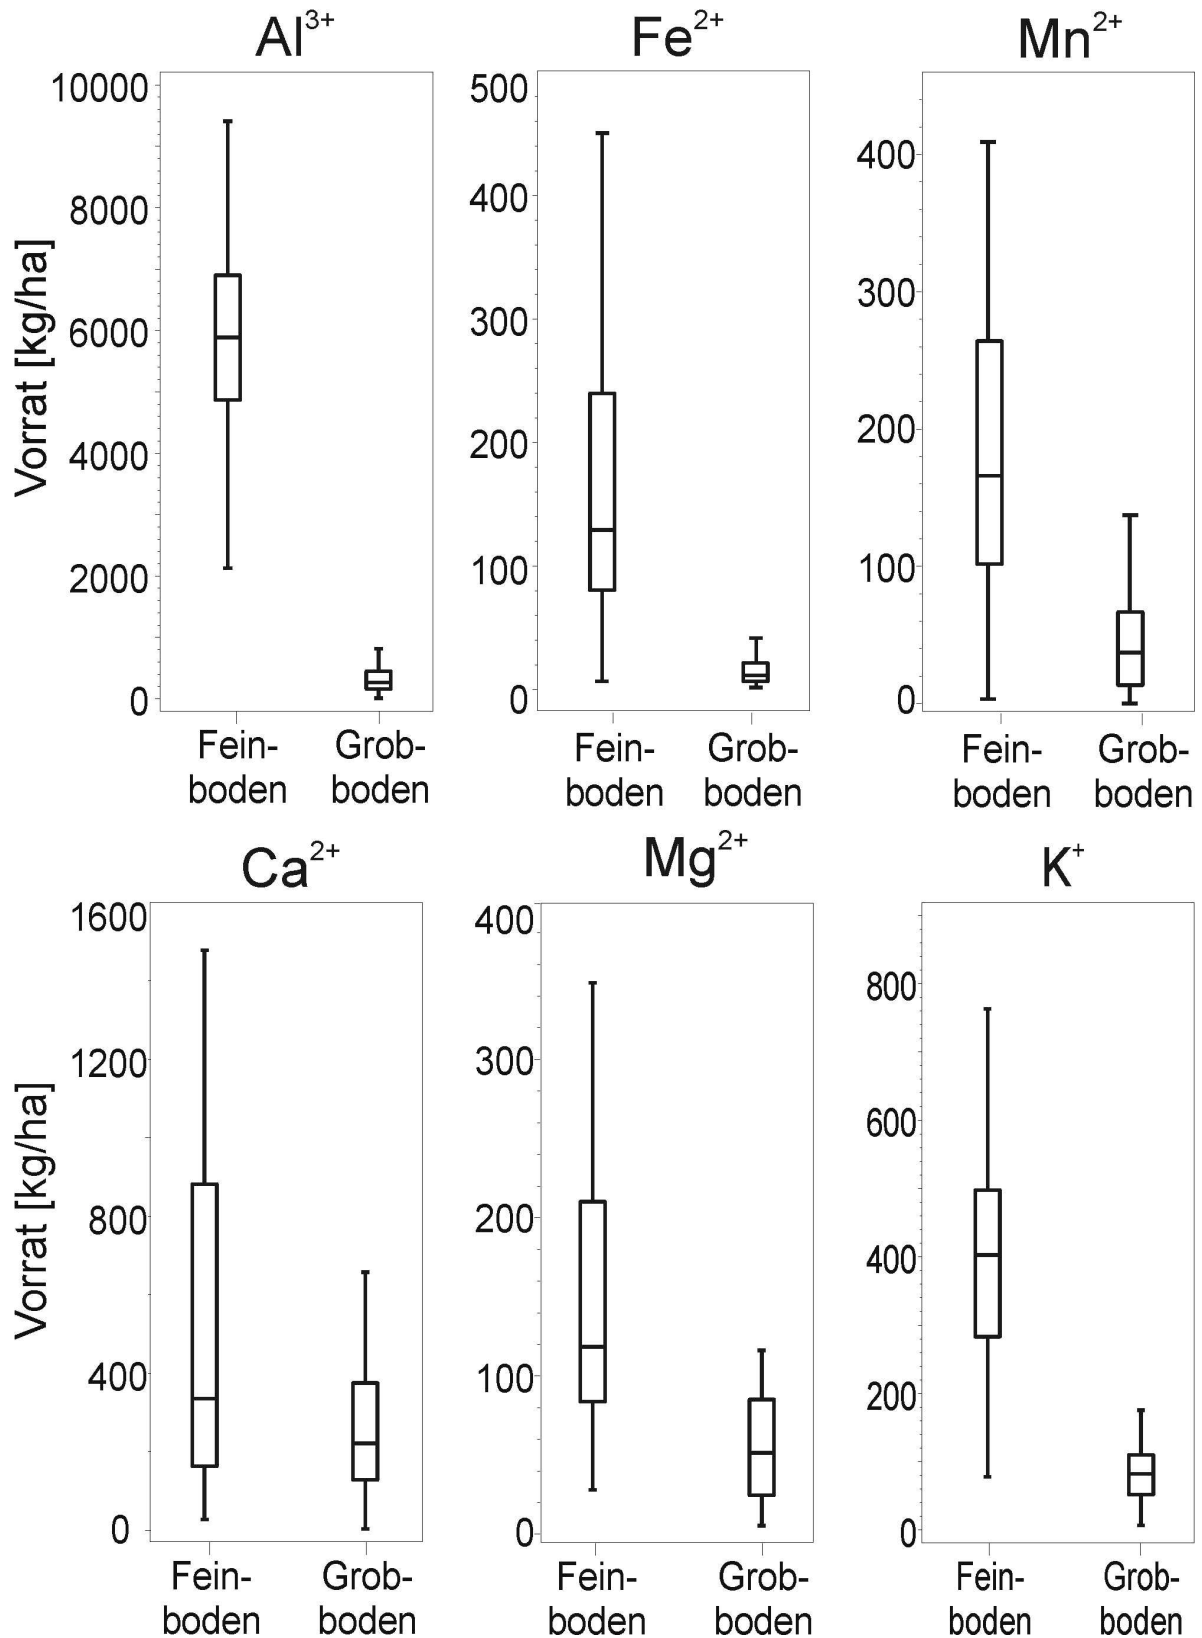 Al³⁺
Fe²⁺
Mn²⁺
Vorrat [kg/ha]
10000
8000
6000
4000
2000
0
500
400
300
200
100
0
400
300
200
100
0
Fein-
boden
Grob-
boden
Fein-
boden
Grob-
boden
Fein-
boden
Grob-
boden
Ca²⁺
Mg²⁺
K⁺
Vorrat [kg/ha]
1600
1200
800
400
0
400
300
200
100
0
800
600
400
200
0
Fein-
boden
Grob-
boden
Fein-
boden
Grob-
boden
Fein-
boden
Grob-
boden